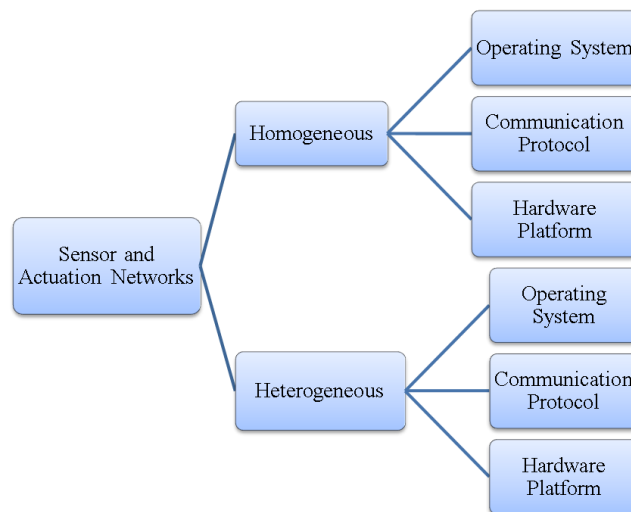 Sensor and
Actuation Networks
Homogeneous
Operating System
Communication
Protocol
Hardware
Platform
Heterogeneous
Operating
System
Communication
Protocol
Hardware
Platform